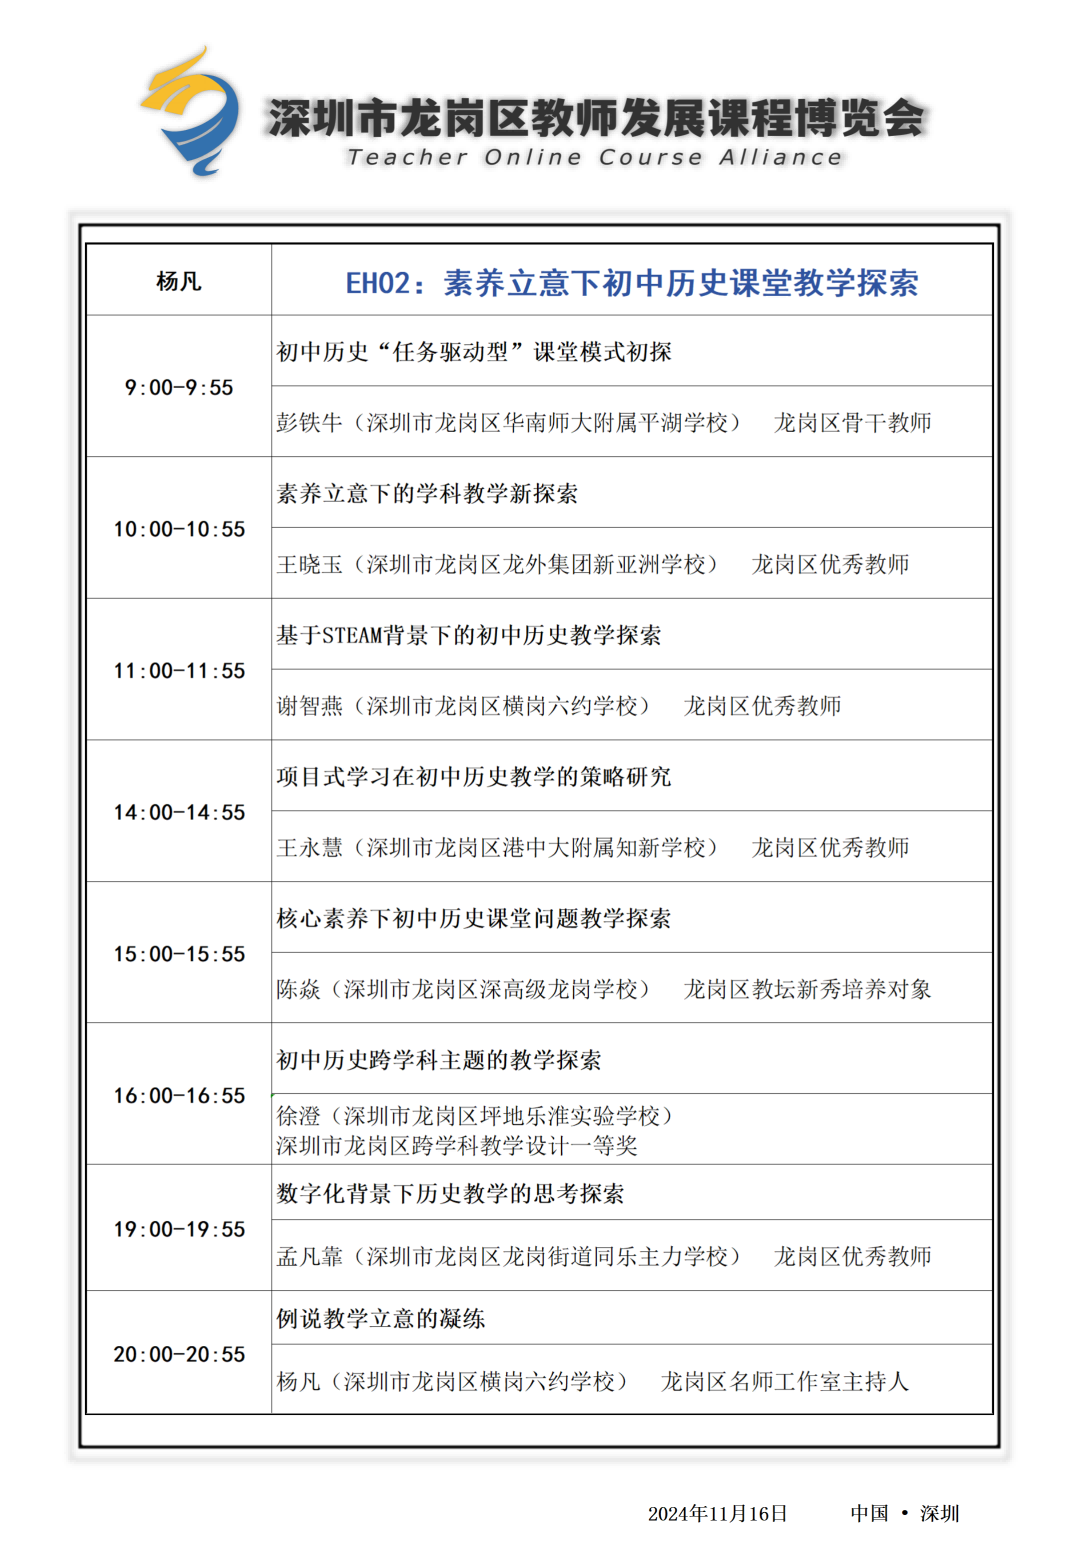 深圳市龙岗区教师发展课程博览会
Teacher Online Course Alliance
杨凡
EH02：素养立意下初中历史课堂教学探索
9:00-9:55
初中历史“任务驱动型”课堂模式初探
彭铁牛（深圳市龙岗区华南师大附属平湖学校） 龙岗区骨干教师
10:00-10:55
素养立意下的学科教学新探索
王晓玉（深圳市龙岗区龙外集团新亚洲学校） 龙岗区优秀教师
11:00-11:55
基于STEAM背景下的初中历史教学探索
谢智燕（深圳市龙岗区横岗六约学校） 龙岗区优秀教师
14:00-14:55
项目式学习在初中历史教学的策略研究
王永慧（深圳市龙岗区港中大附属知新学校） 龙岗区优秀教师
15:00-15:55
核心素养下初中历史课堂问题教学探索
陈焱（深圳市龙岗区深高级龙岗学校） 龙岗区教坛新秀培养对象
16:00-16:55
初中历史跨学科主题的教学探索
徐澄（深圳市龙岗区坪地乐淮实验学校）
深圳市龙岗区跨学科教学设计一等奖
19:00-19:55
数字化背景下历史教学的思考探索
孟凡靠（深圳市龙岗区龙岗街道同乐主力学校） 龙岗区优秀教师
20:00-20:55
例说教学立意的凝练
杨凡（深圳市龙岗区横岗六约学校） 龙岗区名师工作室主持人
2024年11月16日 中国 • 深圳